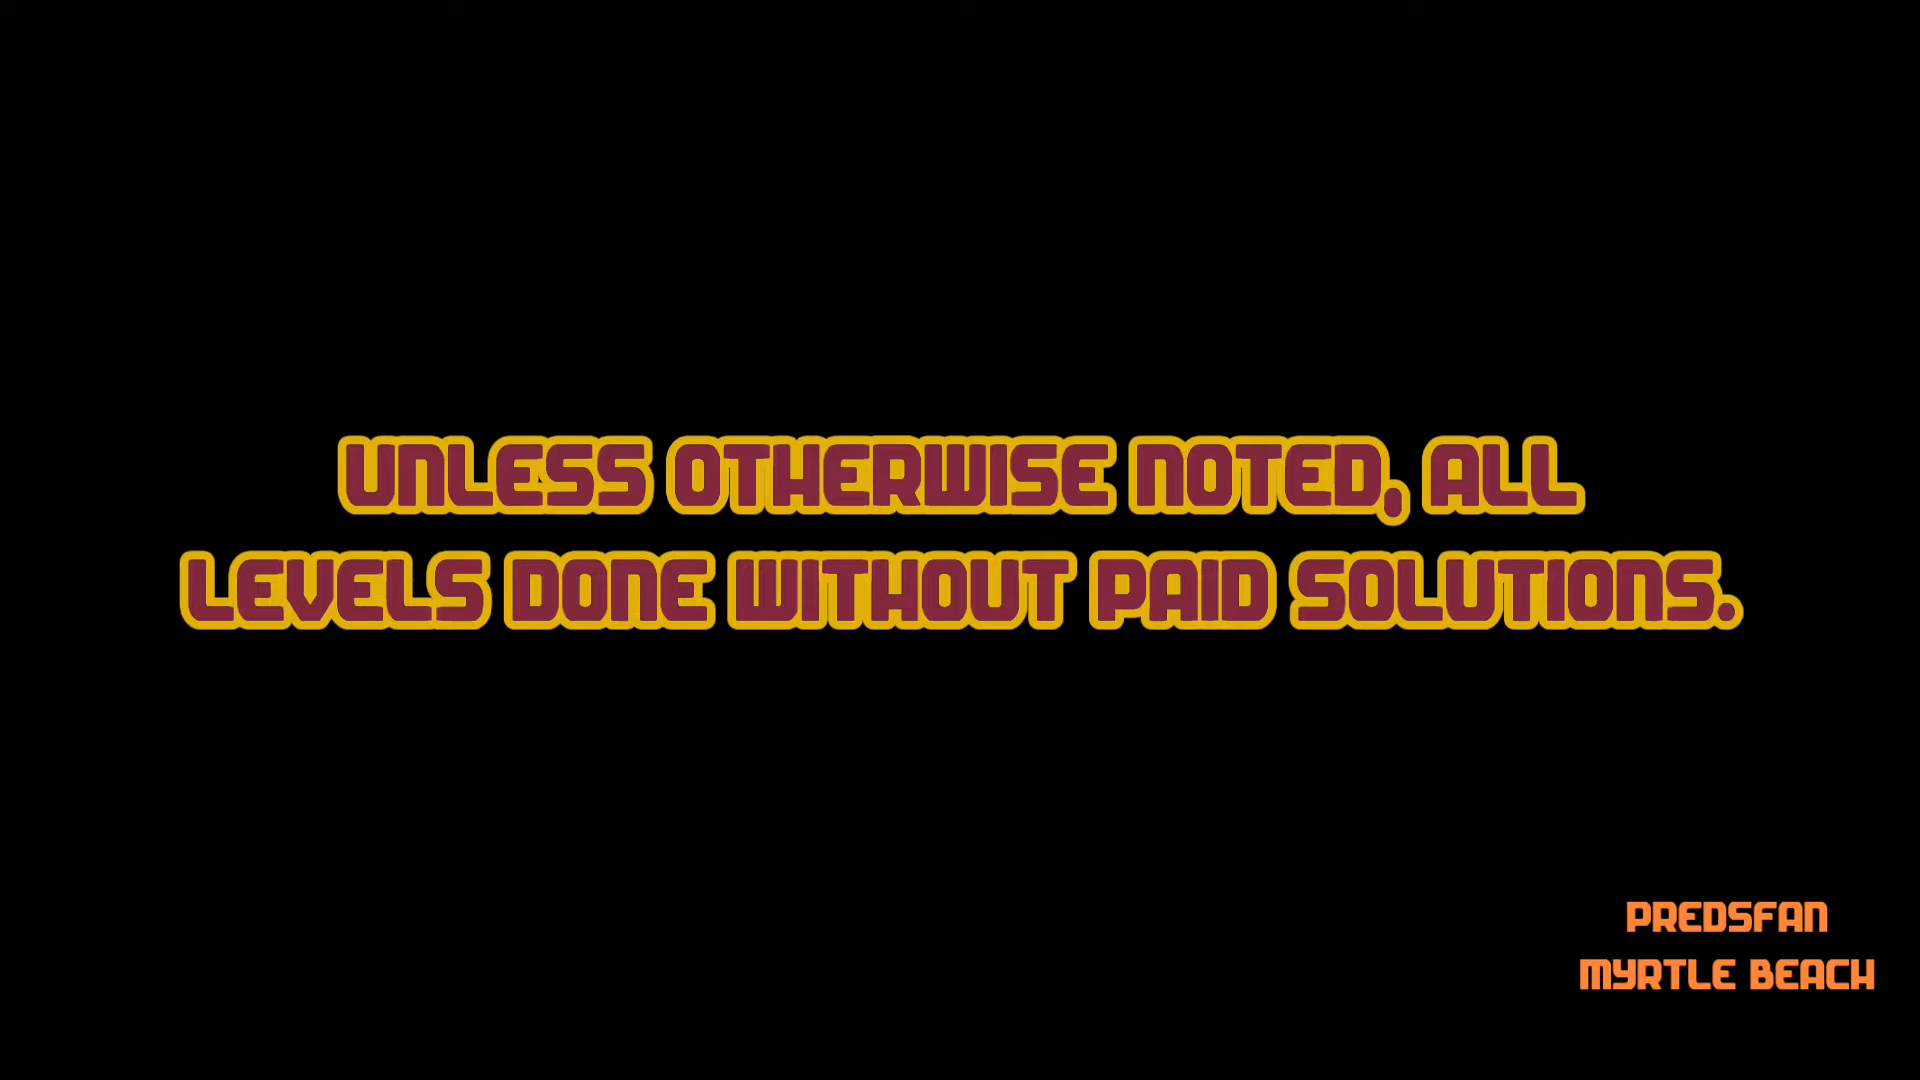 UNLESS OTHERWISE NOTED, ALL
LEVELS DONE WITHOUT PAID SOLUTIONS.
PREDSFAN
MYRTLE BEACH